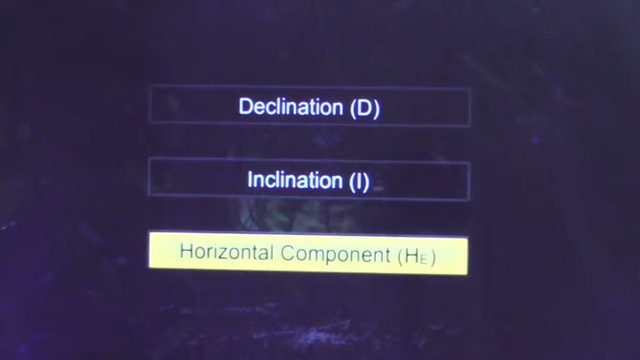 Declination (D)
Inclination (I)
Horizontal Component (HE)